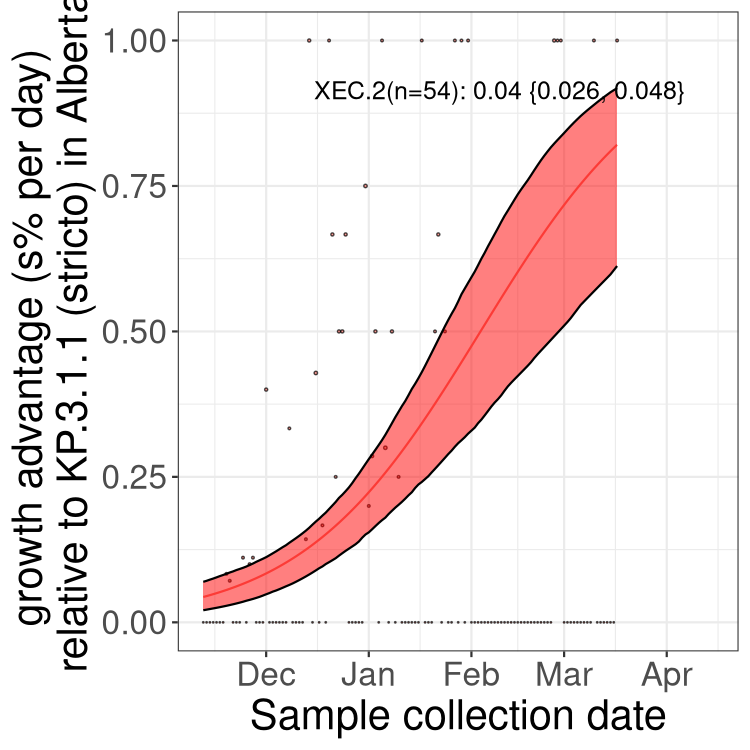 growth advantage (s% per day)
relative to KP.3.1.1 (stricto) in Alberta
1.00
0.75
0.50
0.25
0.00
XEC.2(n=54): 0.04 {0.026, 0.048}
Dec Jan Feb Mar Apr
Sample collection date